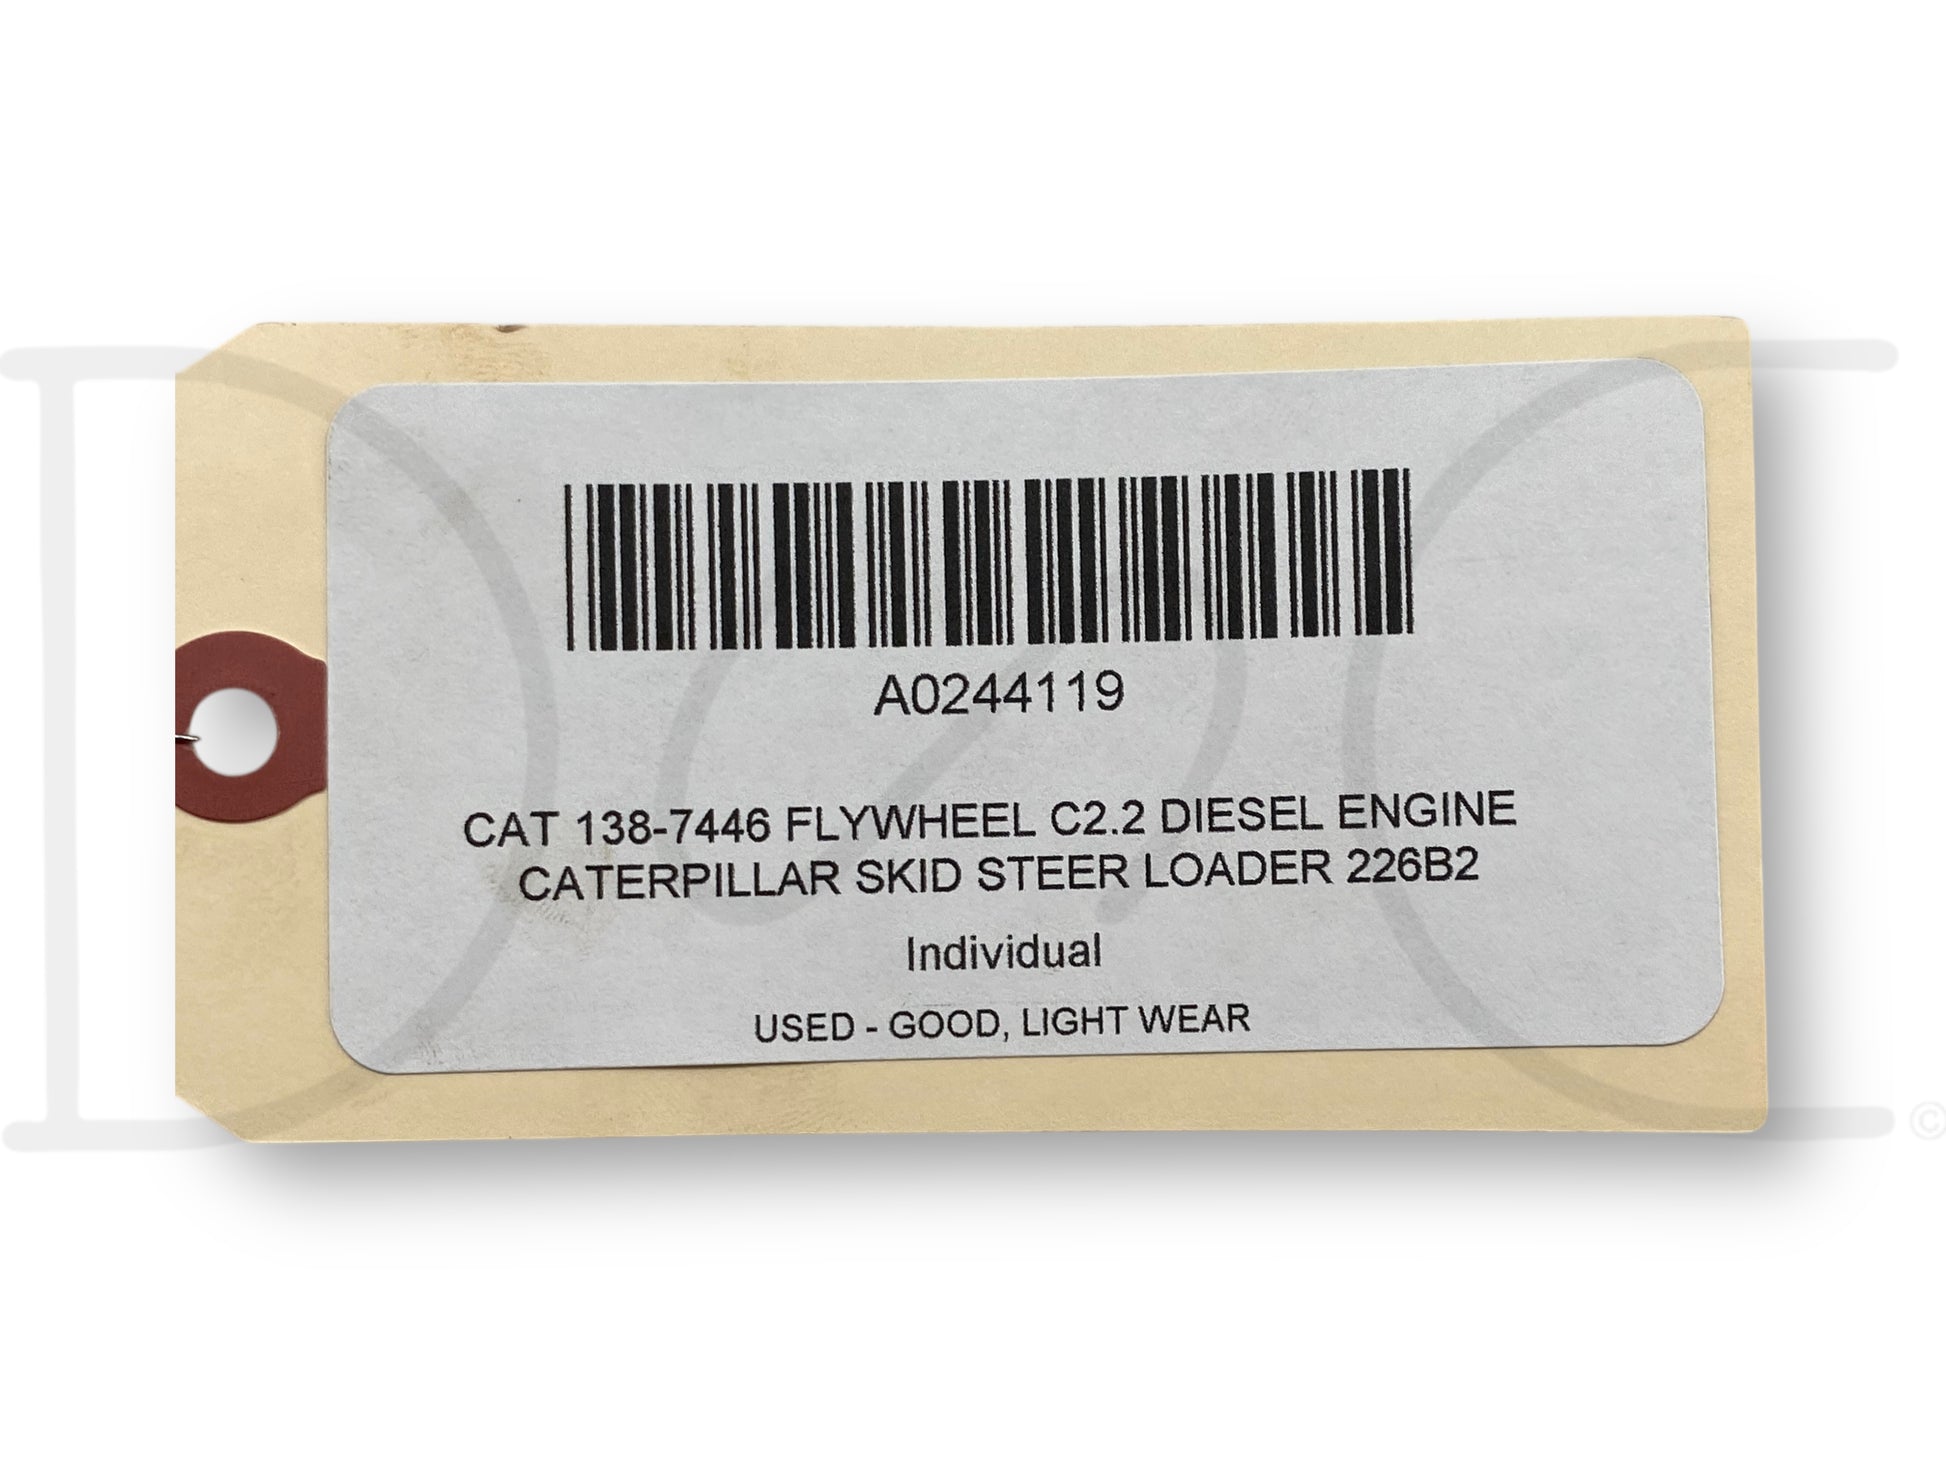 A0244119
CAT 138-7446 FLYWHEEL C2.2 DIESEL ENGINE
CATERPILLAR SKID STEER LOADER 226B2
Individual
USED - GOOD, LIGHT WEAR
©